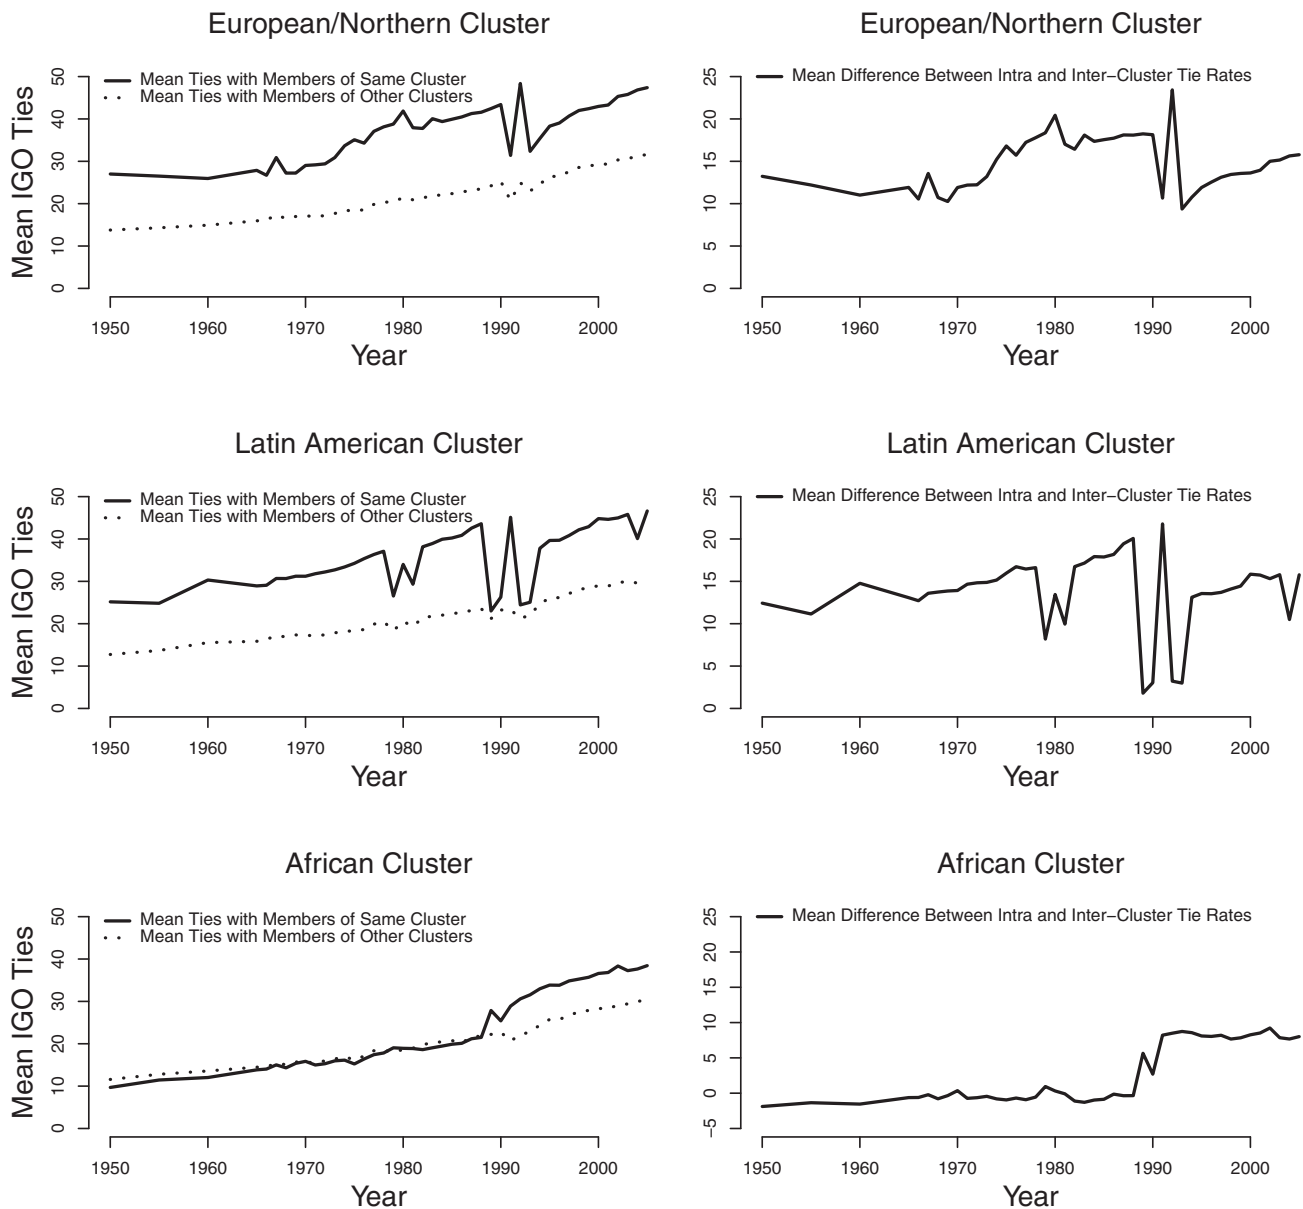 European/Northern Cluster
Mean IGO Ties
50
40
30
20
10
0
Mean Ties with Members of Same Cluster
Mean Ties with Members of Other Clusters
1950 1960 1970 1980 1990 2000
Year
European/Northern Cluster
25
20
15
10
5
0
Mean Difference Between Intra and Inter−Cluster Tie Rates
1950 1960 1970 1980 1990 2000
Year
Latin American Cluster
Mean IGO Ties
50
40
30
20
10
0
Mean Ties with Members of Same Cluster
Mean Ties with Members of Other Clusters
1950 1960 1970 1980 1990 2000
Year
Latin American Cluster
25
20
15
10
5
0
Mean Difference Between Intra and Inter−Cluster Tie Rates
1950 1960 1970 1980 1990 2000
Year
African Cluster
Mean IGO Ties
50
40
30
20
10
0
Mean Ties with Members of Same Cluster
Mean Ties with Members of Other Clusters
1950 1960 1970 1980 1990 2000
Year
African Cluster
25
20
15
10
5
0
−5
Mean Difference Between Intra and Inter−Cluster Tie Rates
1950 1960 1970 1980 1990 2000
Year